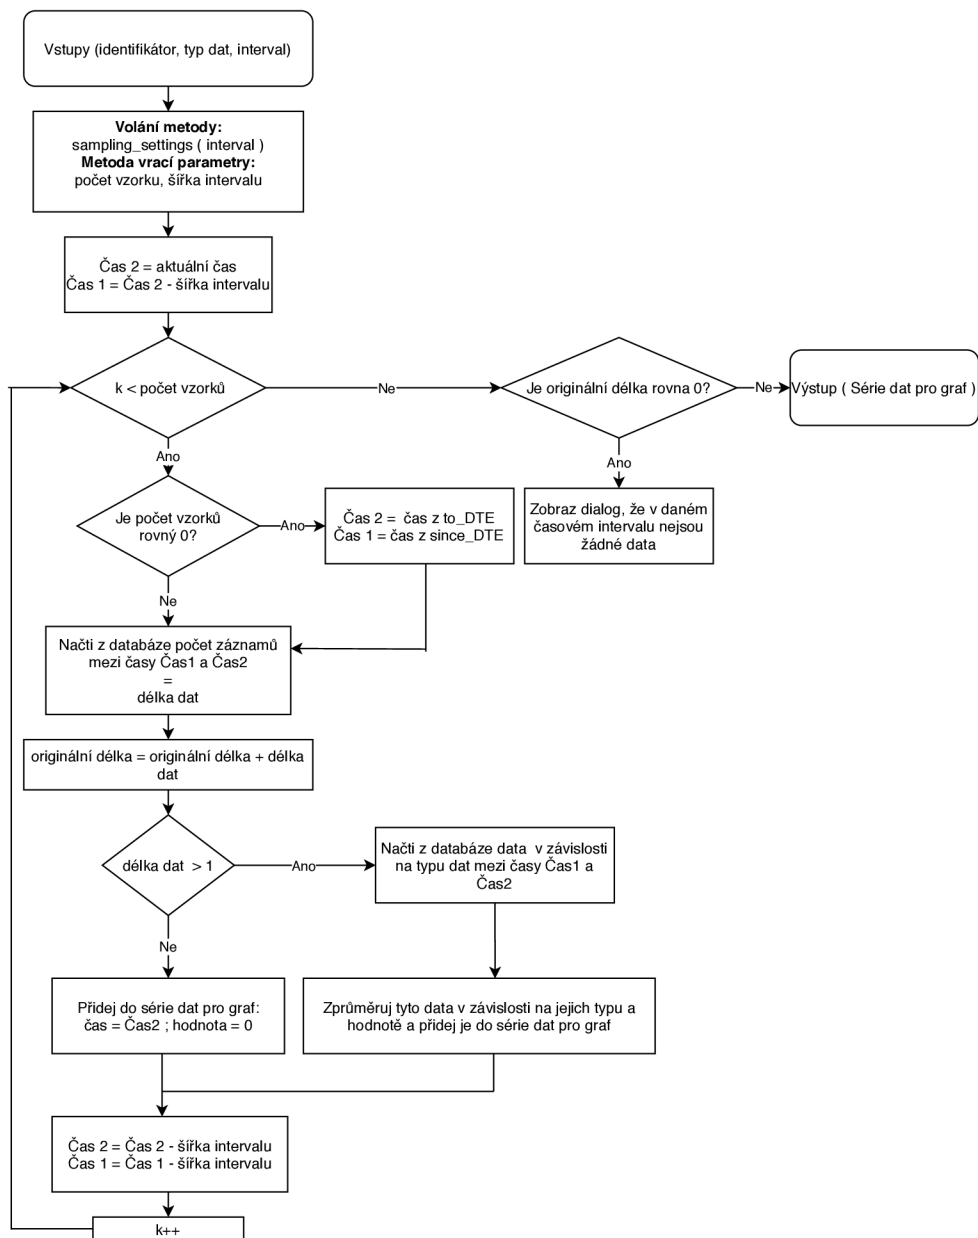 Vstupy (identifikátor, typ dat, interval)
Volání metody:
sampling_settings ( interval )
Metoda vrací parametry:
počet vzorku, šířka intervalu
Čas 2 = aktuální čas
Čas 1 = Čas 2 - šířka intervalu
k < počet vzorků
Ne
Je originální délka rovna 0?
Ne
Výstup ( Série dat pro graf )
Ano
Ano
Zobraz dialog, že v daném
časovém intervalu nejsou
žádné data
Je počet vzorků
rovný 0?
Ano
Čas 2 = čas z to_DTE
Čas 1 = čas z since_DTE
Ne
Načti z databáze počet záznamů
mezi časy Čas1 a Čas2
=
délka dat
originální délka = originální délka + délka
dat
délka dat > 1
Ano
Načti z databáze data v závislosti
na typu dat mezi časy Čas1 a
Čas2
Ne
Přidej do série dat pro graf:
čas = Čas2 ; hodnota = 0
Zprůměruj tyto data v závislosti na jejich typu a
hodnotě a přidej je do série dat pro graf
Čas 2 = Čas 2 - šířka intervalu
Čas 1 = Čas 1 - šířka intervalu
k++